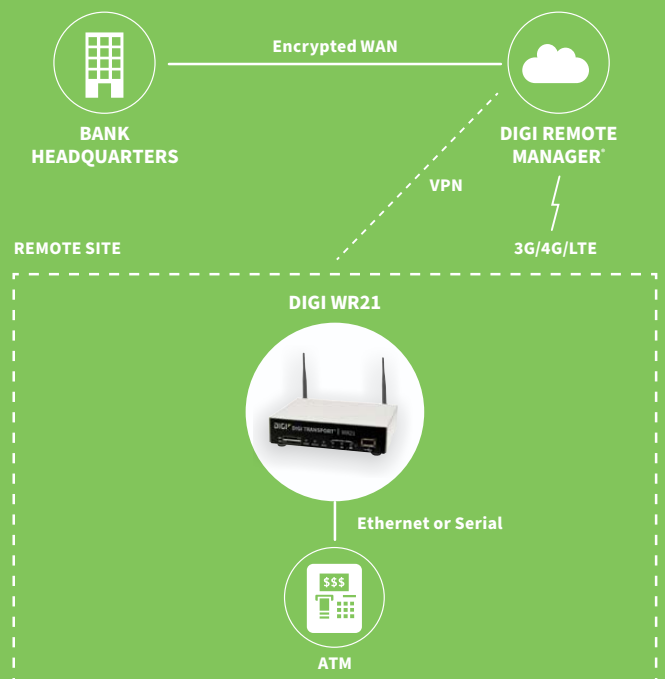 Encrypted WAN
BANK
HEADQUARTERS
DIGI REMOTE
MANAGER®
VPN
REMOTE SITE
3G/4G/LTE
DIGI WR21
DIGI® DIGI TRANSPORT® | WR21
Ethernet or Serial
$$$
ATM